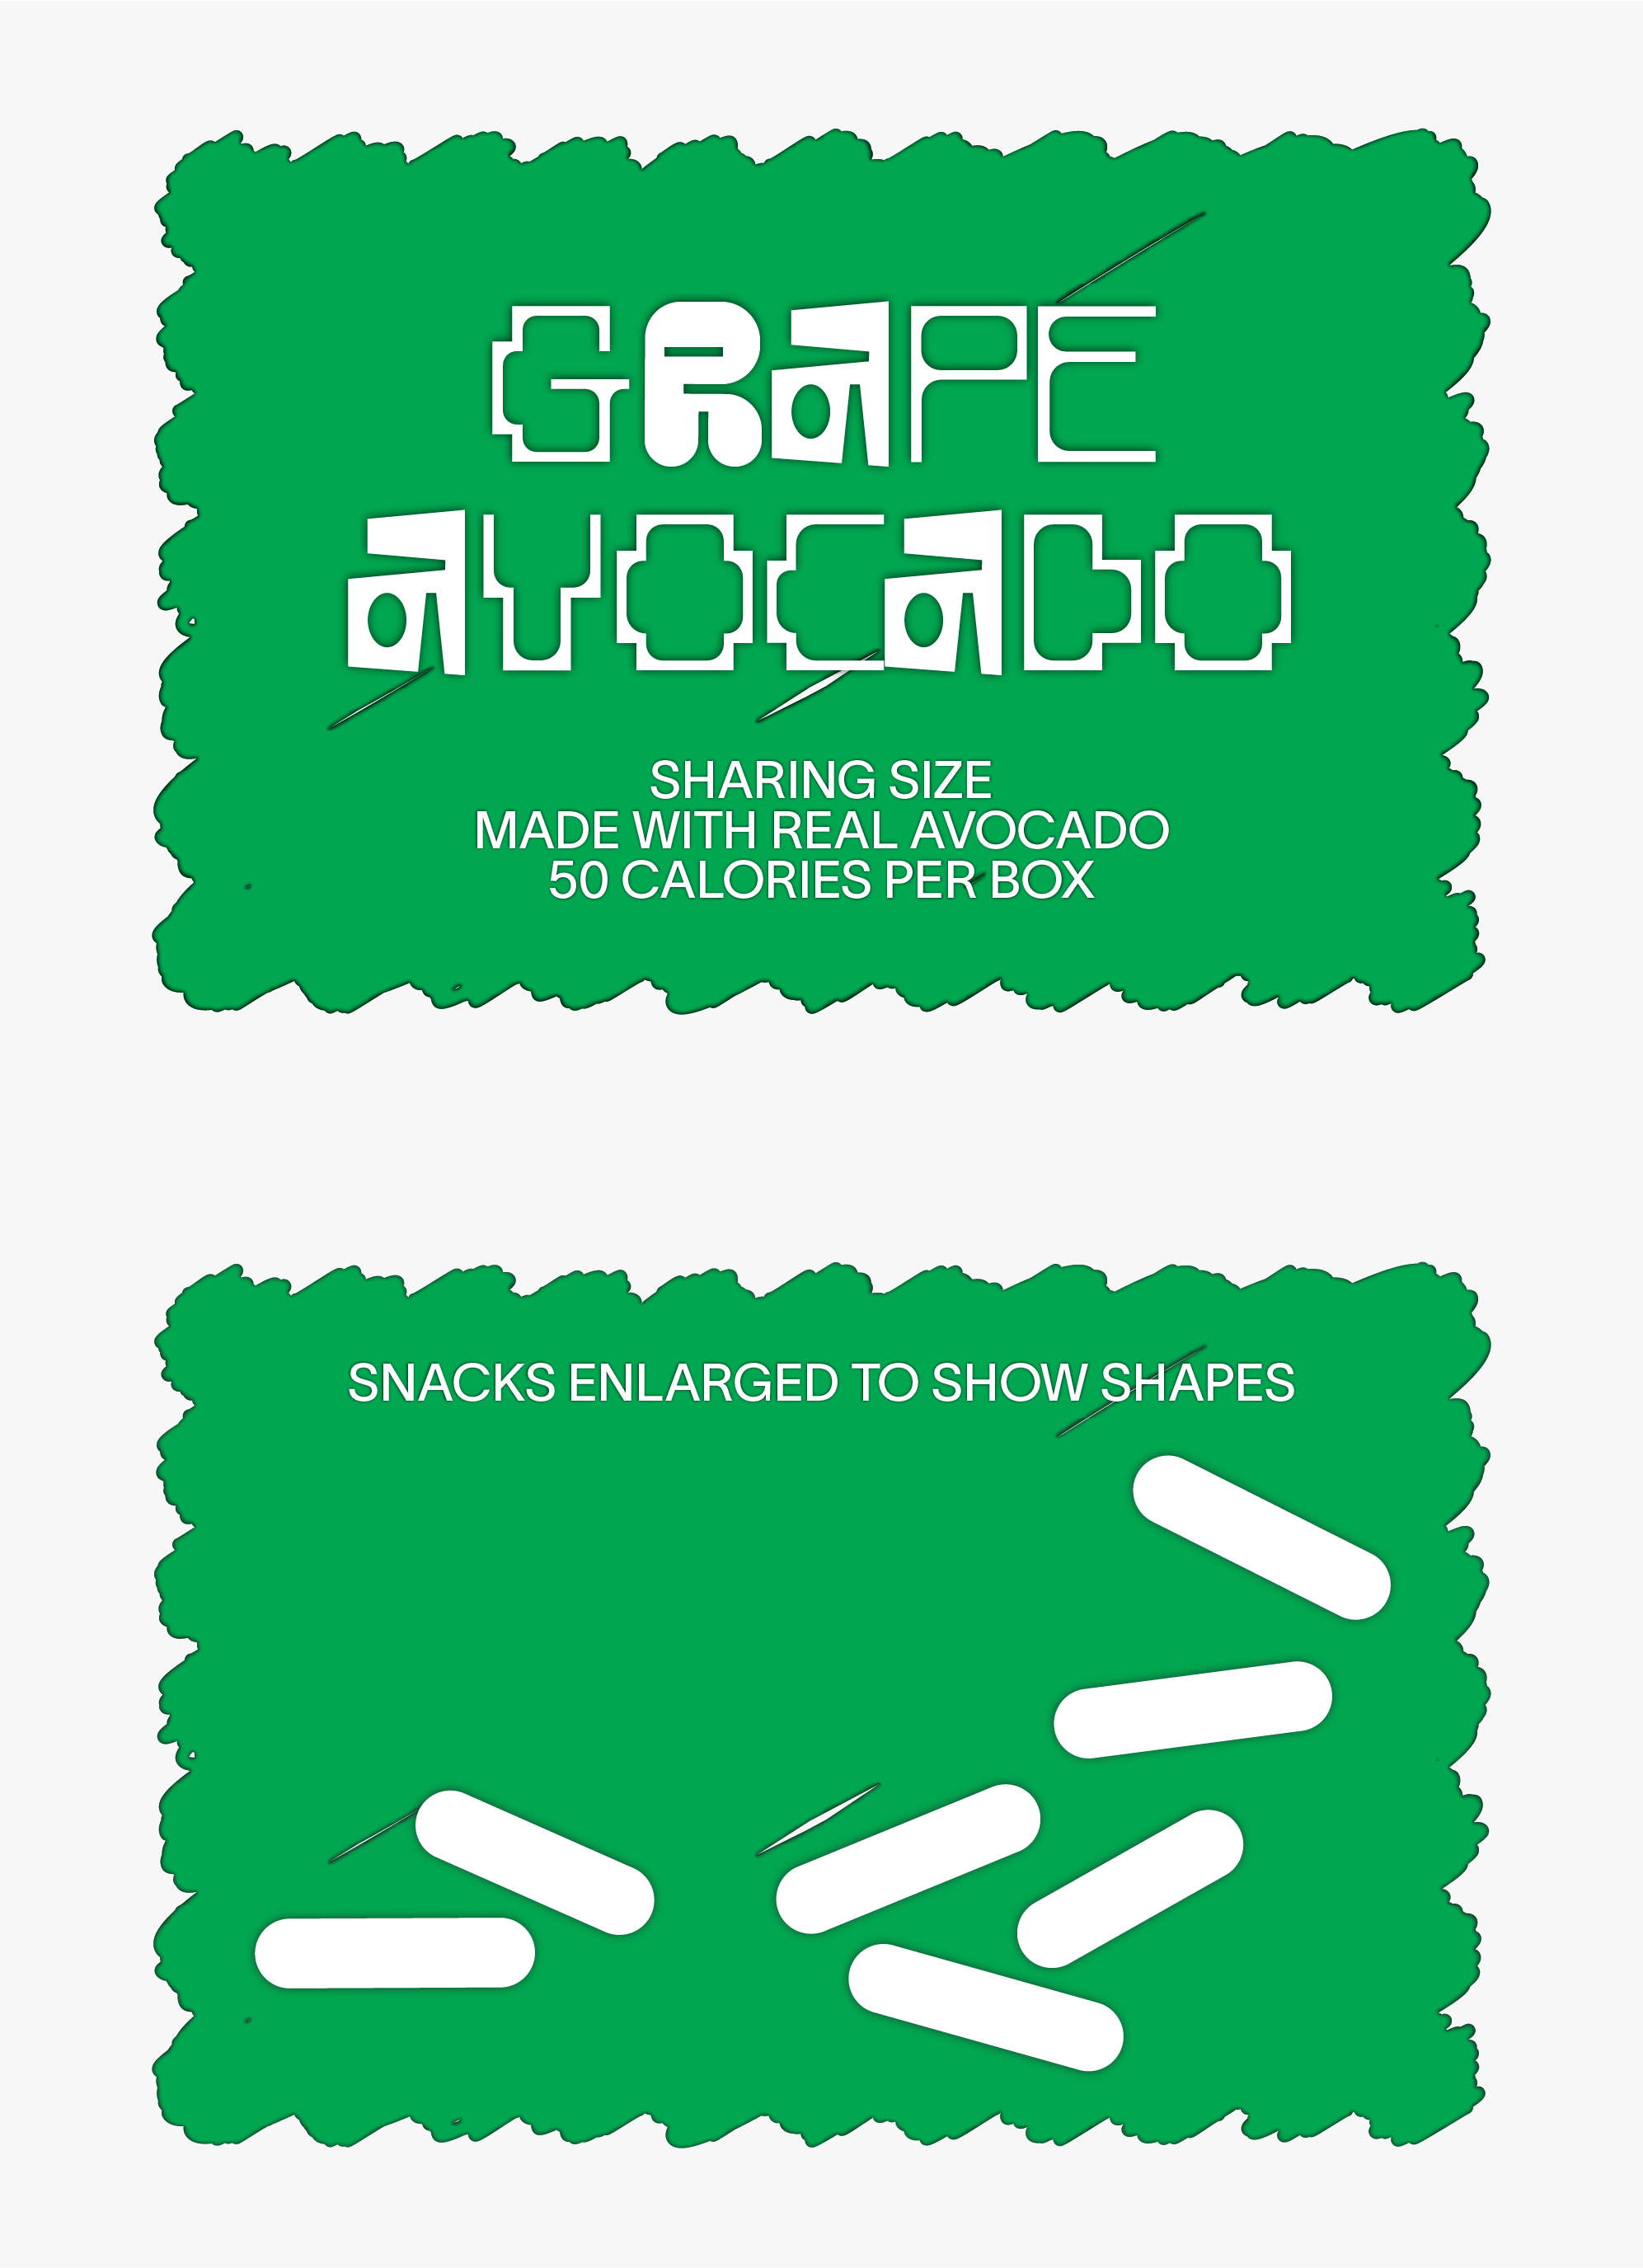 GRaPE
aVOCaDO
SHARING SIZE
MADE WITH REAL AVOCADO
50 CALORIES PER BOX
SNACKS ENLARGED TO SHOW SHAPES